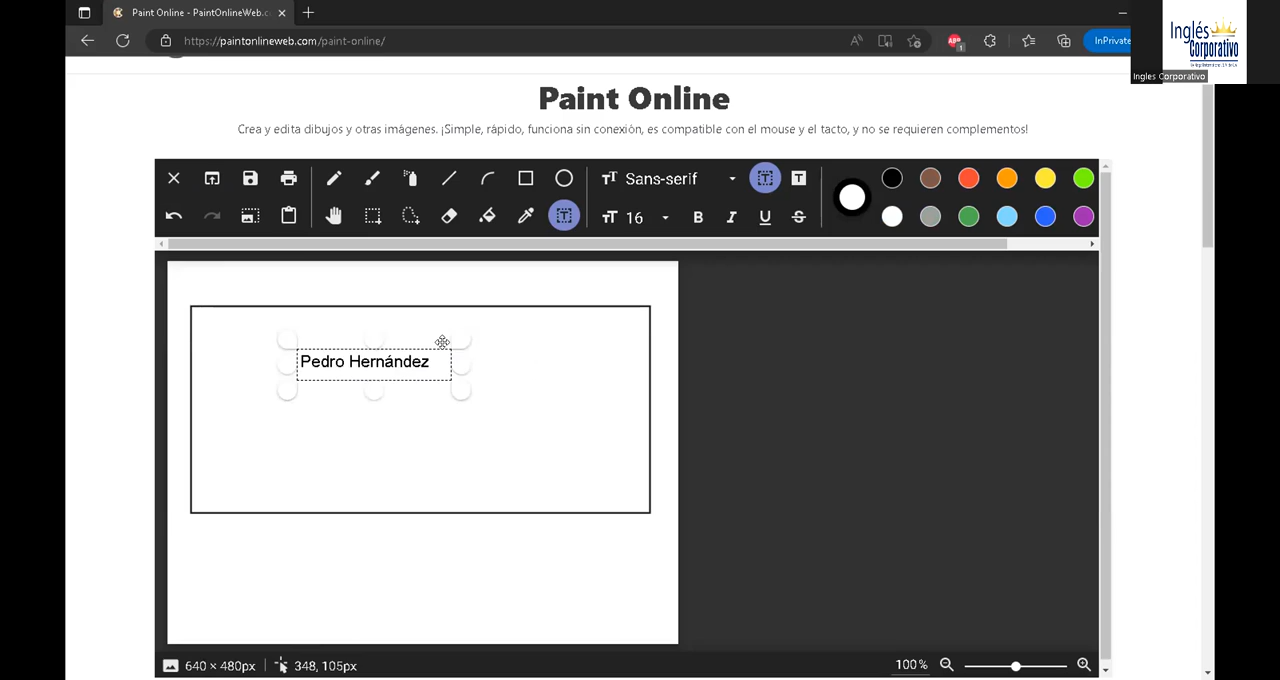 Paint Online - PaintOnlineWeb.c
https://paintonlineweb.com/paint-online/
ABP
1
InPrivate
Inglés
Corporativo
Ingles Corporativo
Paint Online
Crea y edita dibujos y otras imágenes. ¡Simple, rápido, funciona sin conexión, es compatible con el mouse y el tacto, y no se requieren complementos!
Sans-serif
16
B
I
U
S
Pedro Hernández
640 × 480px
348, 105px
100%